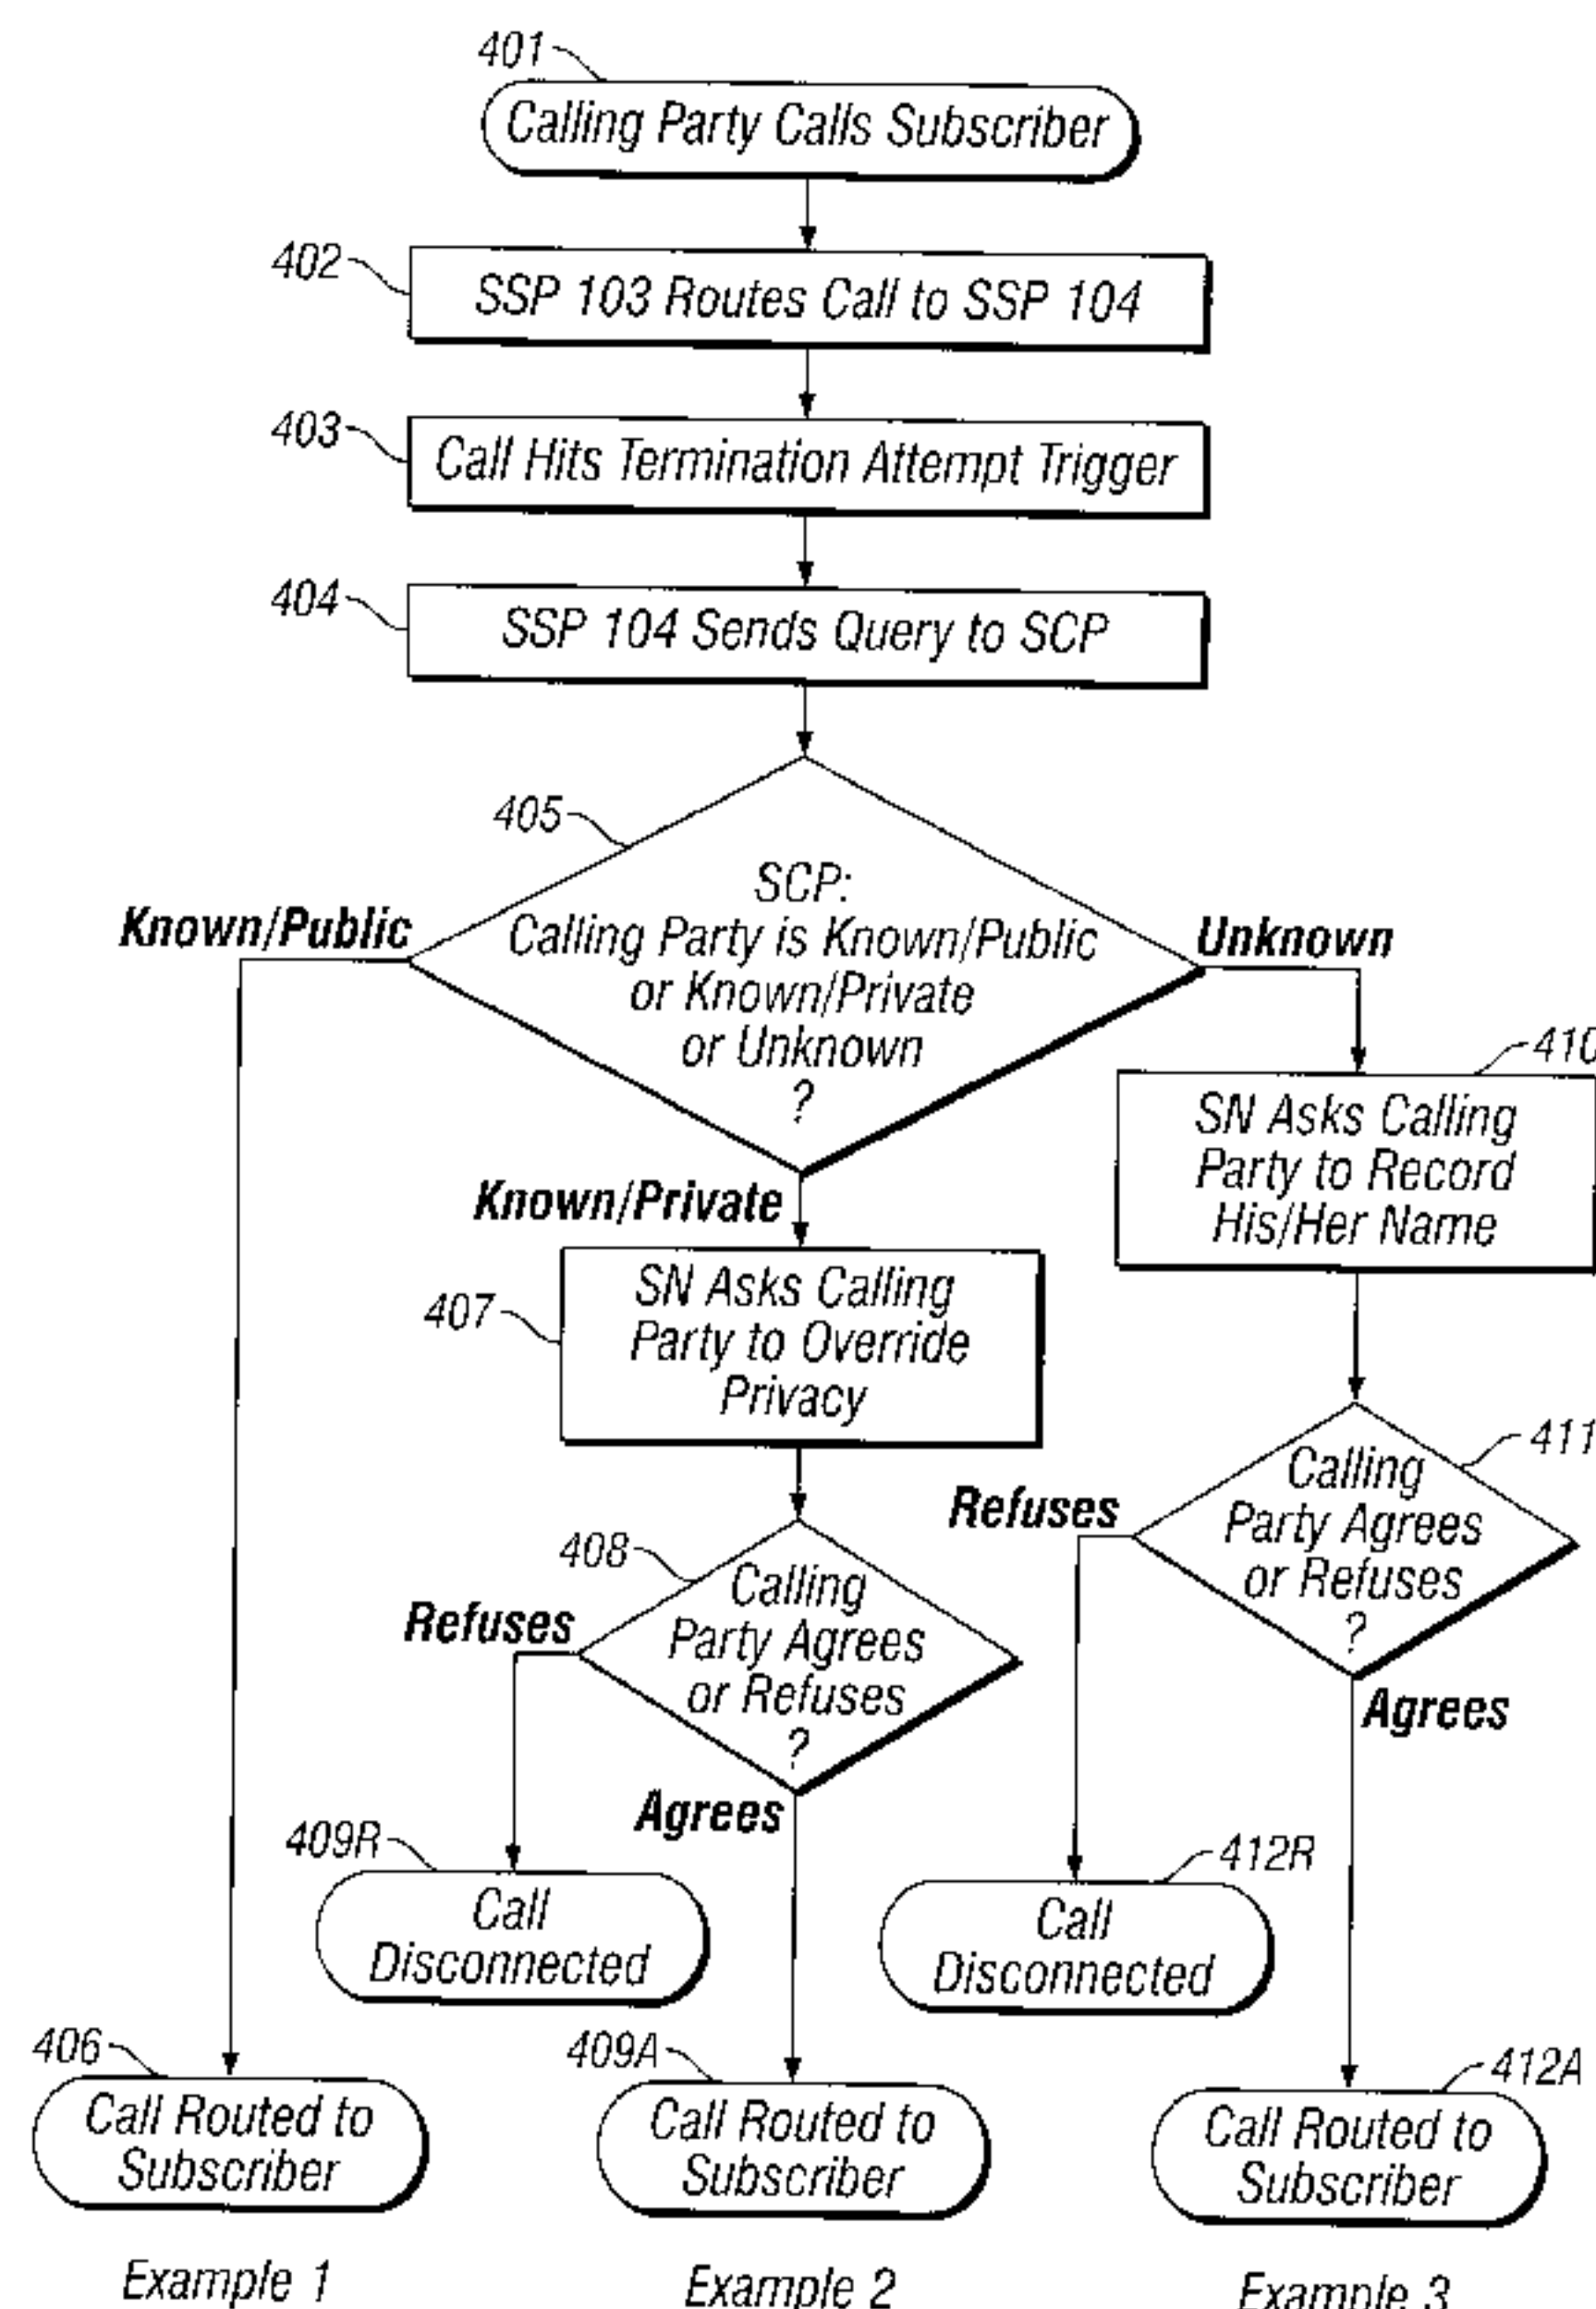 401
Calling Party Calls Subscriber
402
SSP 103 Routes Call to SSP 104
403
Call Hits Termination Attempt Trigger
404
SSP 104 Sends Query to SCP
405
SCP:
Calling Party is Known/Public
or Known/Private
or Unknown
?
Known/Public
Unknown
Known/Private
410
SN Asks Calling
Party to Record
His/Her Name
407
SN Asks Calling
Party to Override
Privacy
411
Calling
Party Agrees
or Refuses
?
Refuses
Agrees
408
Calling
Party Agrees
or Refuses
?
Refuses
Agrees
409R
Call
Disconnected
412R
Call
Disconnected
406
Call Routed to
Subscriber
409A
Call Routed to
Subscriber
412A
Call Routed to
Subscriber
Example 1
Example 2
Example 3